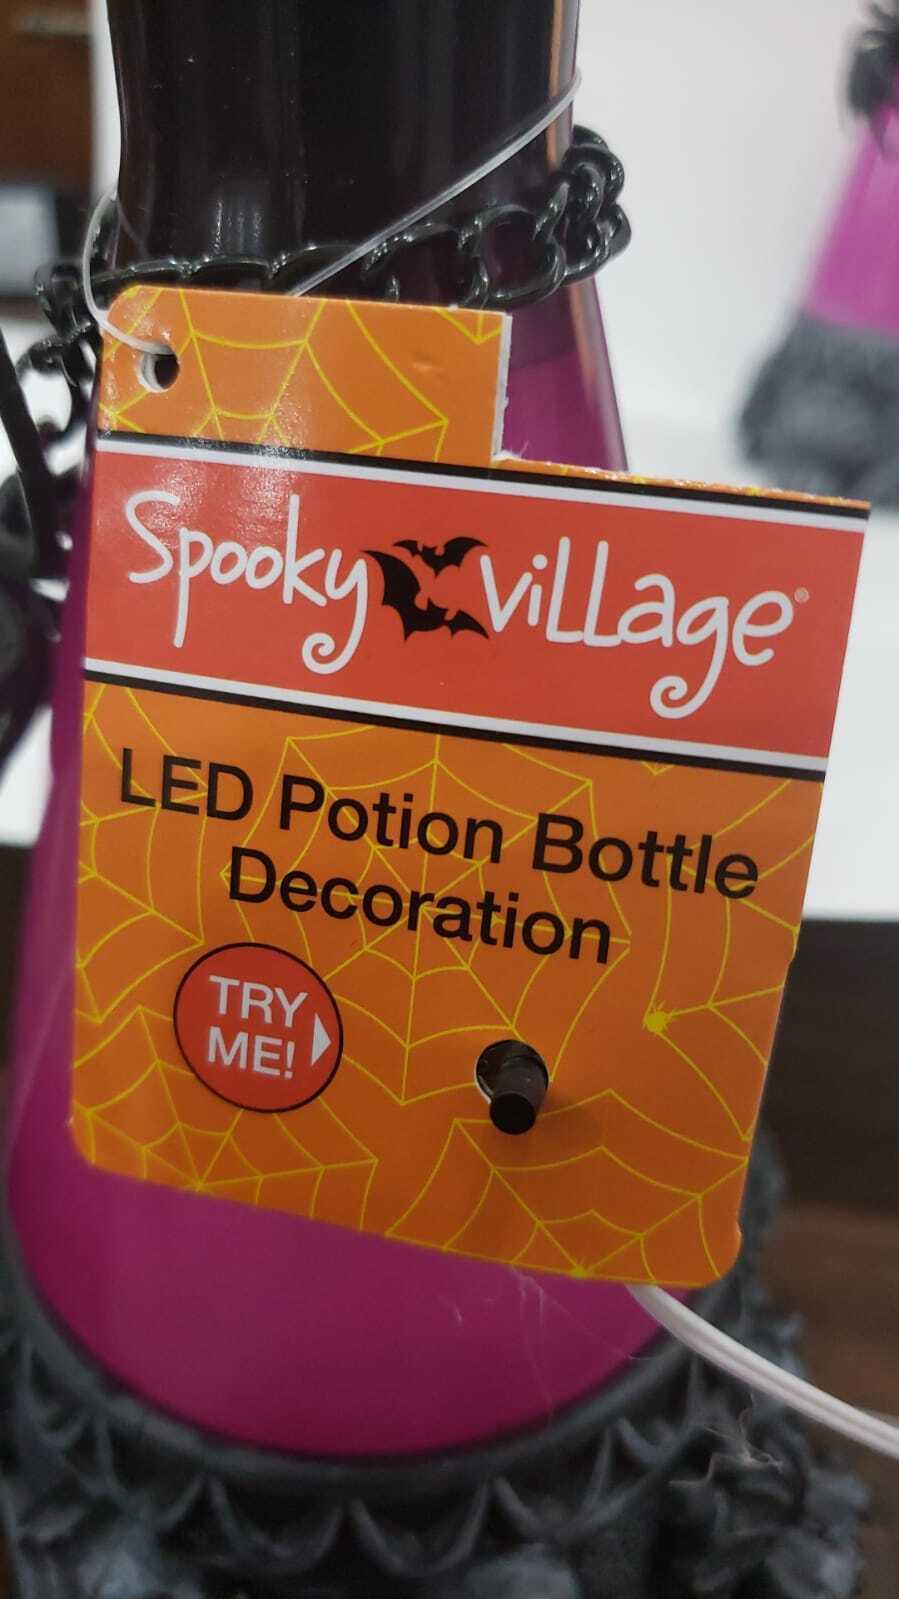 Spooky Village®
LED Potion Bottle
Decoration
TRY
ME!